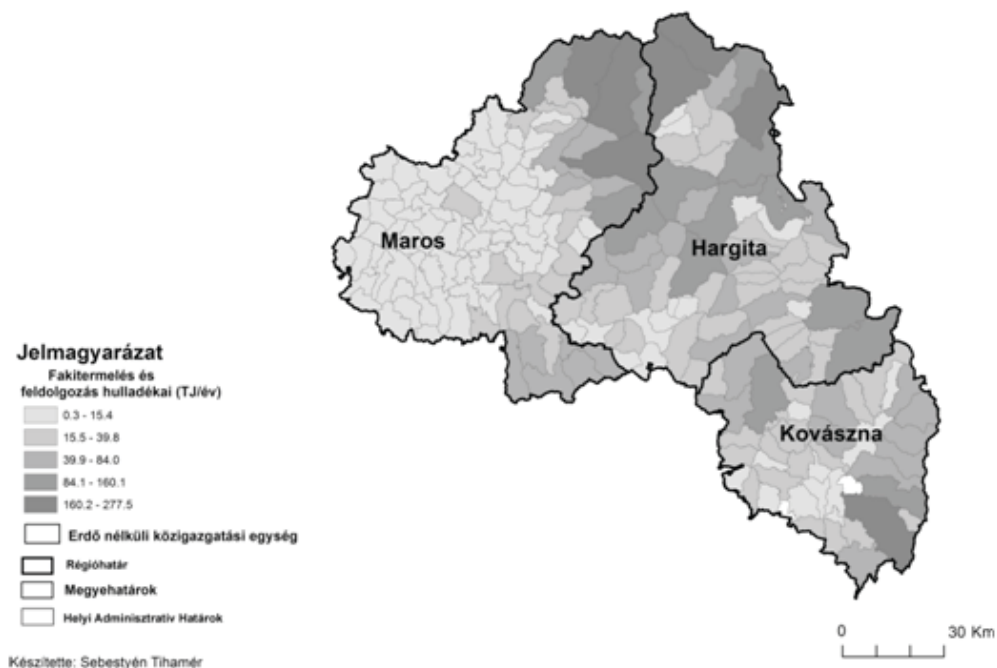 Maros
Hargita
Kovászna
Jelmagyarázat
Fakitermelés és
feldolgozás hulladékai (TJ/év)
0.3 - 15.4
15.5 - 39.8
39.9 - 84.0
84.1 - 160.1
160.2 - 277.5
Erdő nélküli közigazgatási egység
Régióhatár
Megyehatárok
Helyi Adminisztratív Határok
Készítette: Sebestyén Tihamér
0 30 Km